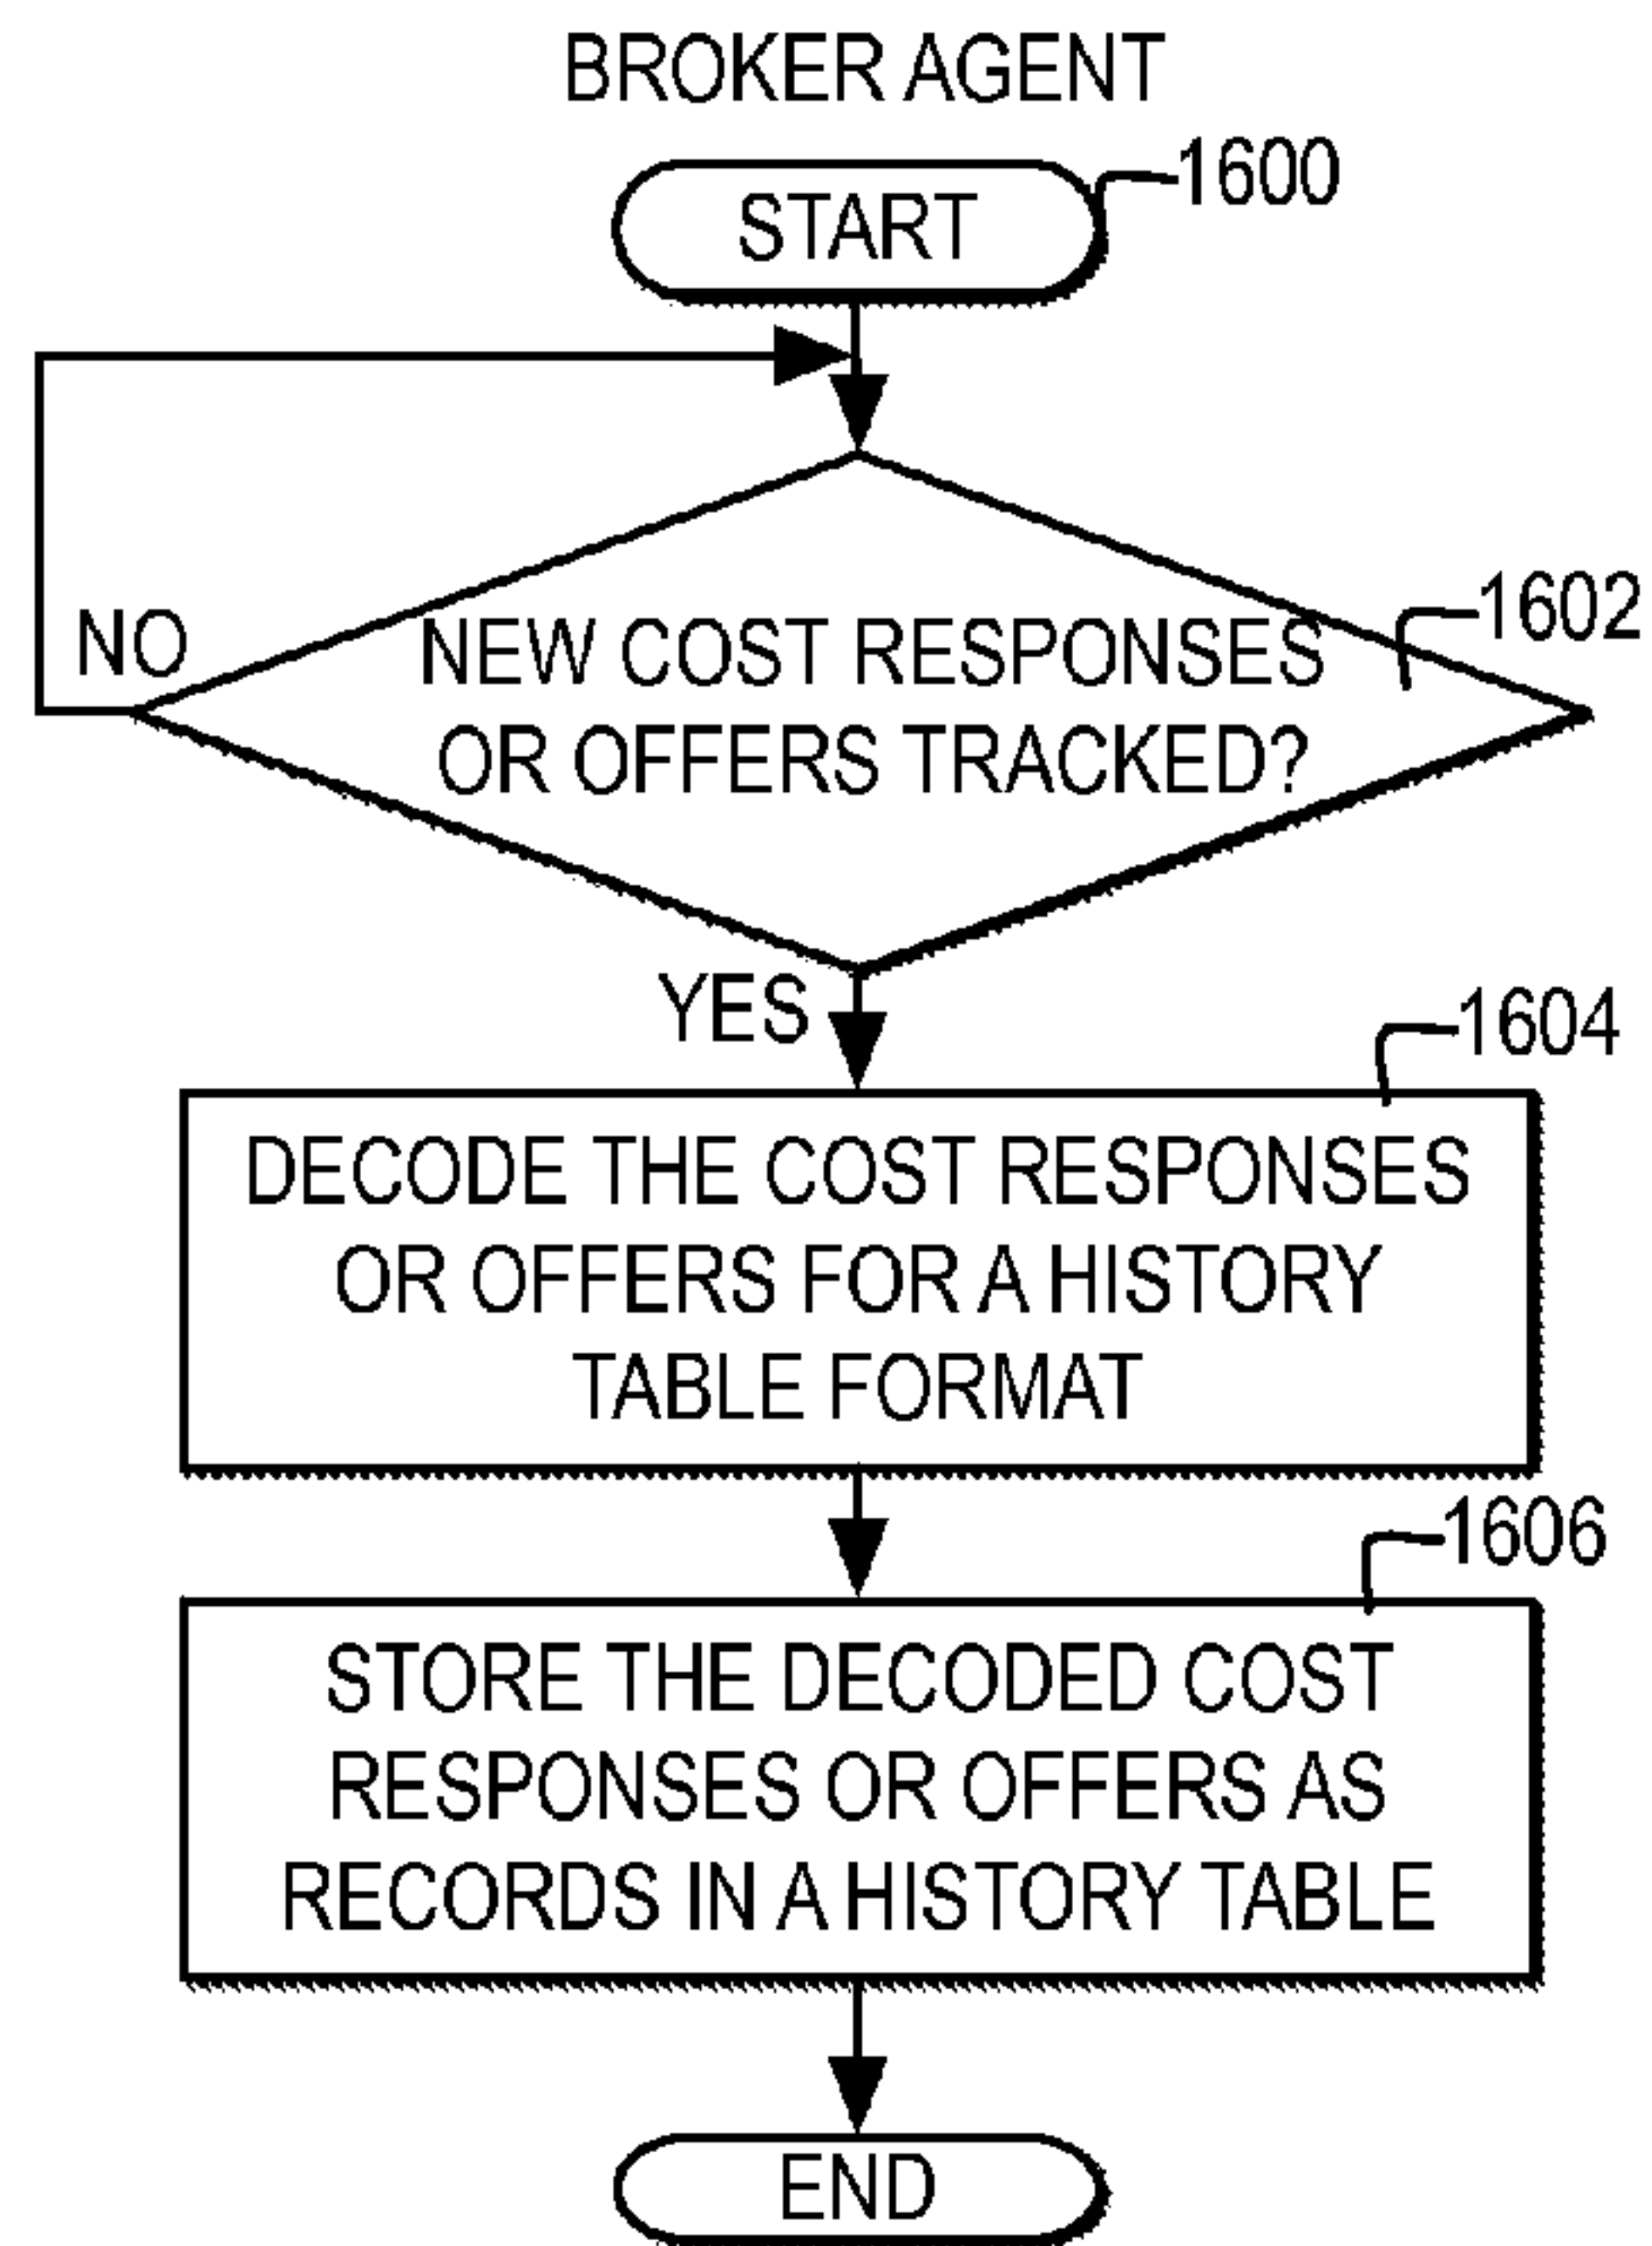 BROKER AGENT
1600
START
1602
NO
NEW COST RESPONSES
OR OFFERS TRACKED?
YES
1604
DECODE THE COST RESPONSES
OR OFFERS FOR A HISTORY
TABLE FORMAT
1606
STORE THE DECODED COST
RESPONSES OR OFFERS AS
RECORDS IN A HISTORY TABLE
END